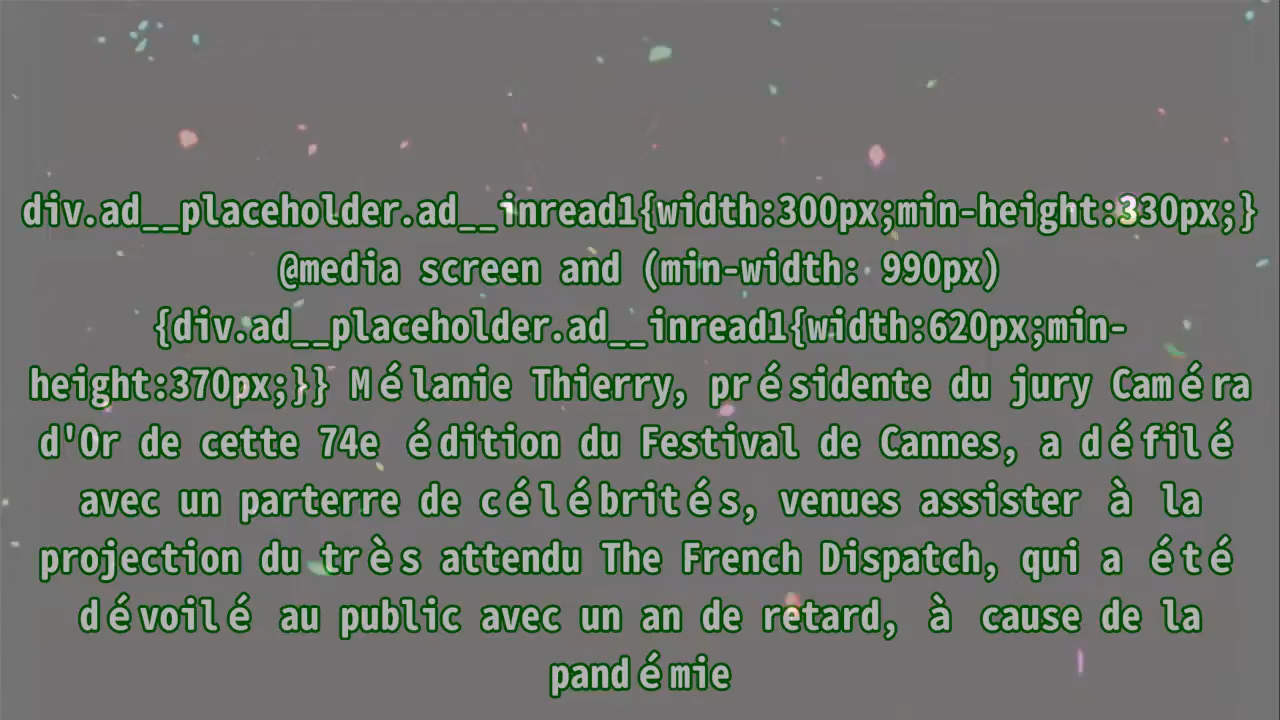 div.ad__placeholder.ad__inread1{width:300px;min-height:330px;}
@media screen and (min-width: 990px)
{div.ad__placeholder.ad__inread1{width:620px;min-
height:370px;}} Mélanie Thierry, présidente du jury Caméra
d'Or de cette 74e édition du Festival de Cannes, a défilé
avec un parterre de célébrités, venues assister à la
projection du très attendu The French Dispatch, qui a été
dévoilé au public avec un an de retard, à cause de la
pandémie